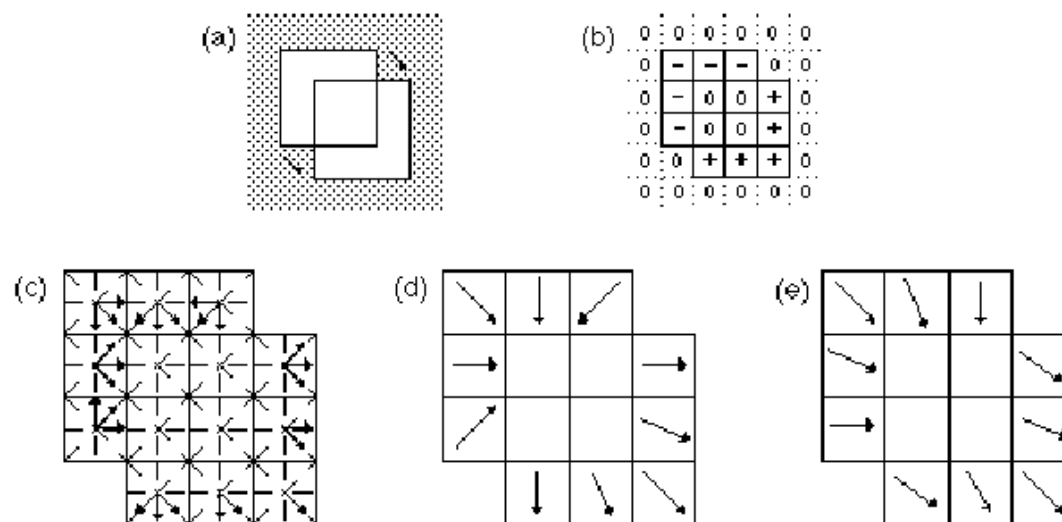 (a)
(b)
0 0 0 0 0 0
0 - - - 0 0
0 - 0 0 + 0
0 - 0 0 + 0
0 0 + + + 0
0 0 0 0 0 0
(c)
(d)
(e)